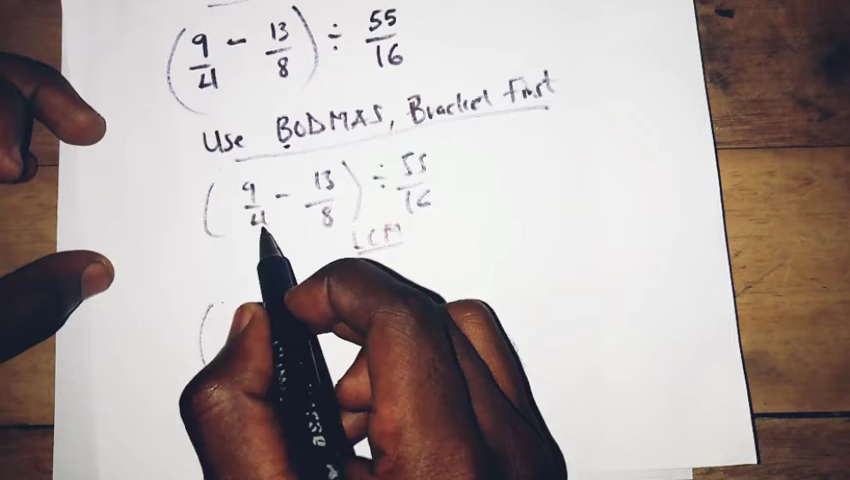 (9/4 - 13/8) ÷ 55/16
Use BODMAS, Bracket First
(9/4 - 13/8) ÷ 55/16
LCM
(